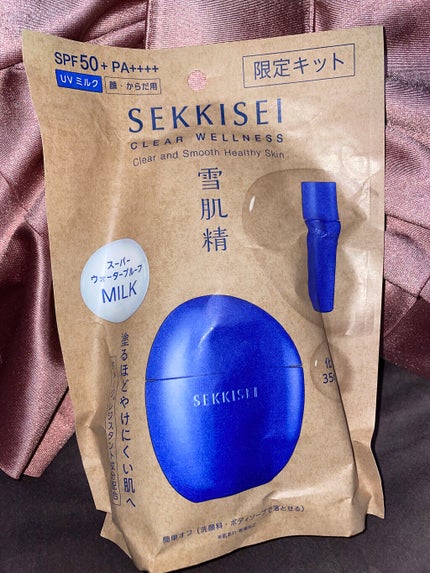 SPF50+ PA++++
UVミルク 顔・からだ用
限定キット
SEKKISEI
CLEAR WELLNESS
Clear and Smooth Healthy Skin
雪肌精
スーパー
ウォータープルーフ
MILK
塗るほどやけにくい肌へ
SEKKISEI
化
35
簡単オフ(洗顔料・ボディソープで落とせる)